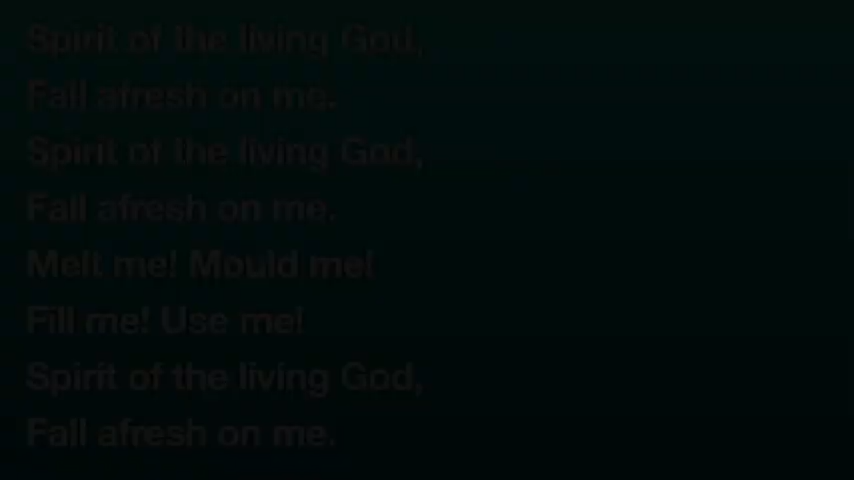 Spirit of the living God,
Fall afresh on me.
Spirit of the living God,
Fall afresh on me.
Melt me! Mould me!
Fill me! Use me!
Spirit of the living God,
Fall afresh on me.